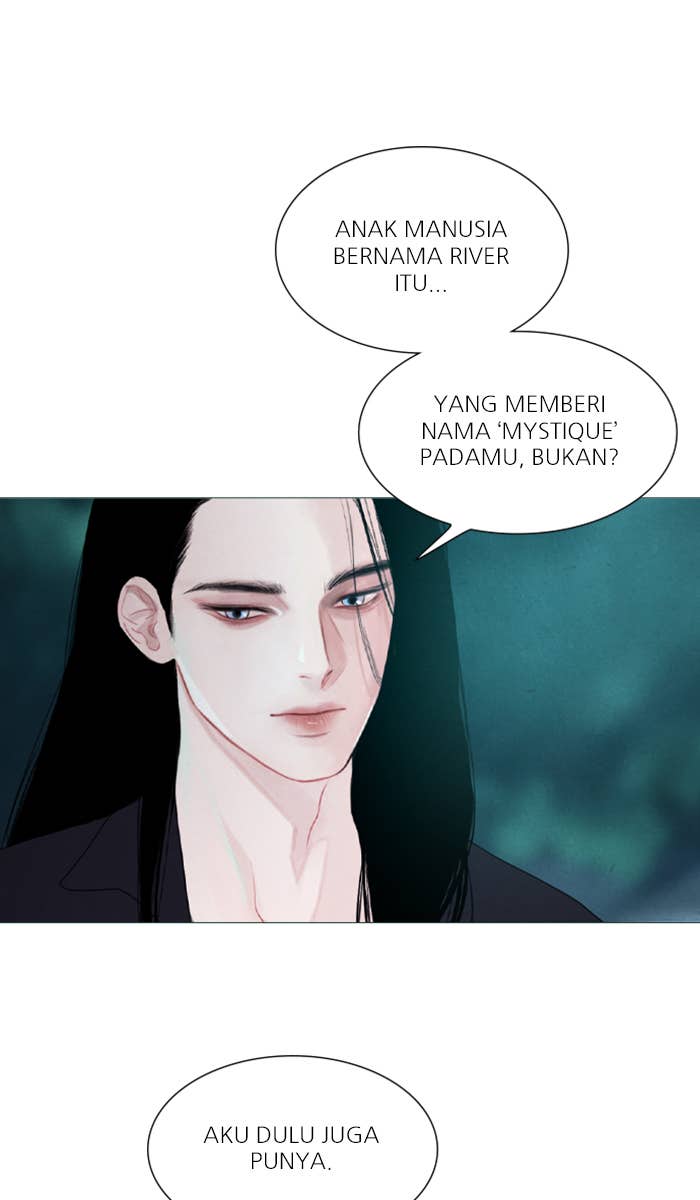 ANAK MANUSIA
BERNAMA RIVER
ITU...
YANG MEMBERI
NAMA ‘MYSTIQUE’
PADAMU, BUKAN?
AKU DULU JUGA
PUNYA.